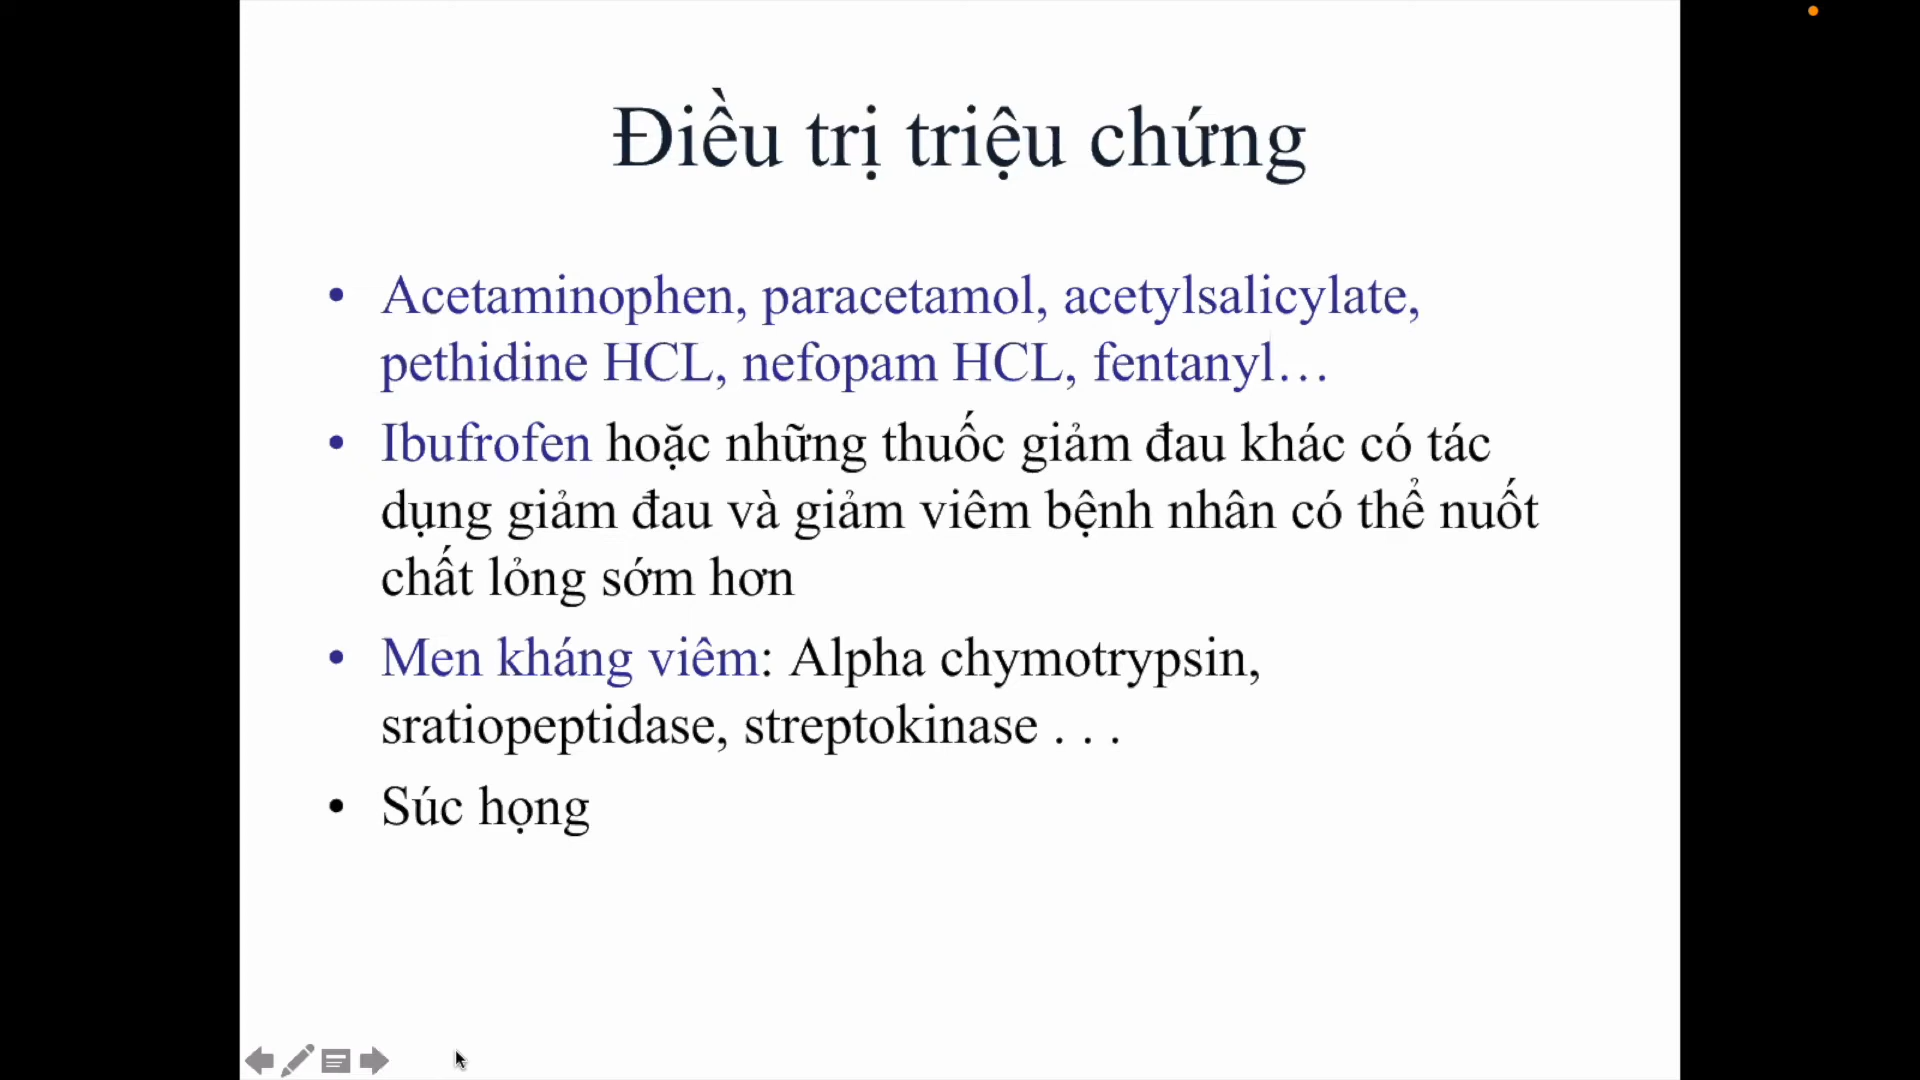 Điều trị triệu chứng
• Acetaminophen, paracetamol, acetylsalicylate,
pethidine HCL, nefopam HCL, fentanyl…
• Ibufrofen hoặc những thuốc giảm đau khác có tác
dụng giảm đau và giảm viêm bệnh nhân có thể nuốt
chất lỏng sớm hơn
• Men kháng viêm: Alpha chymotrypsin,
sratiopeptidase, streptokinase . . .
• Súc họng